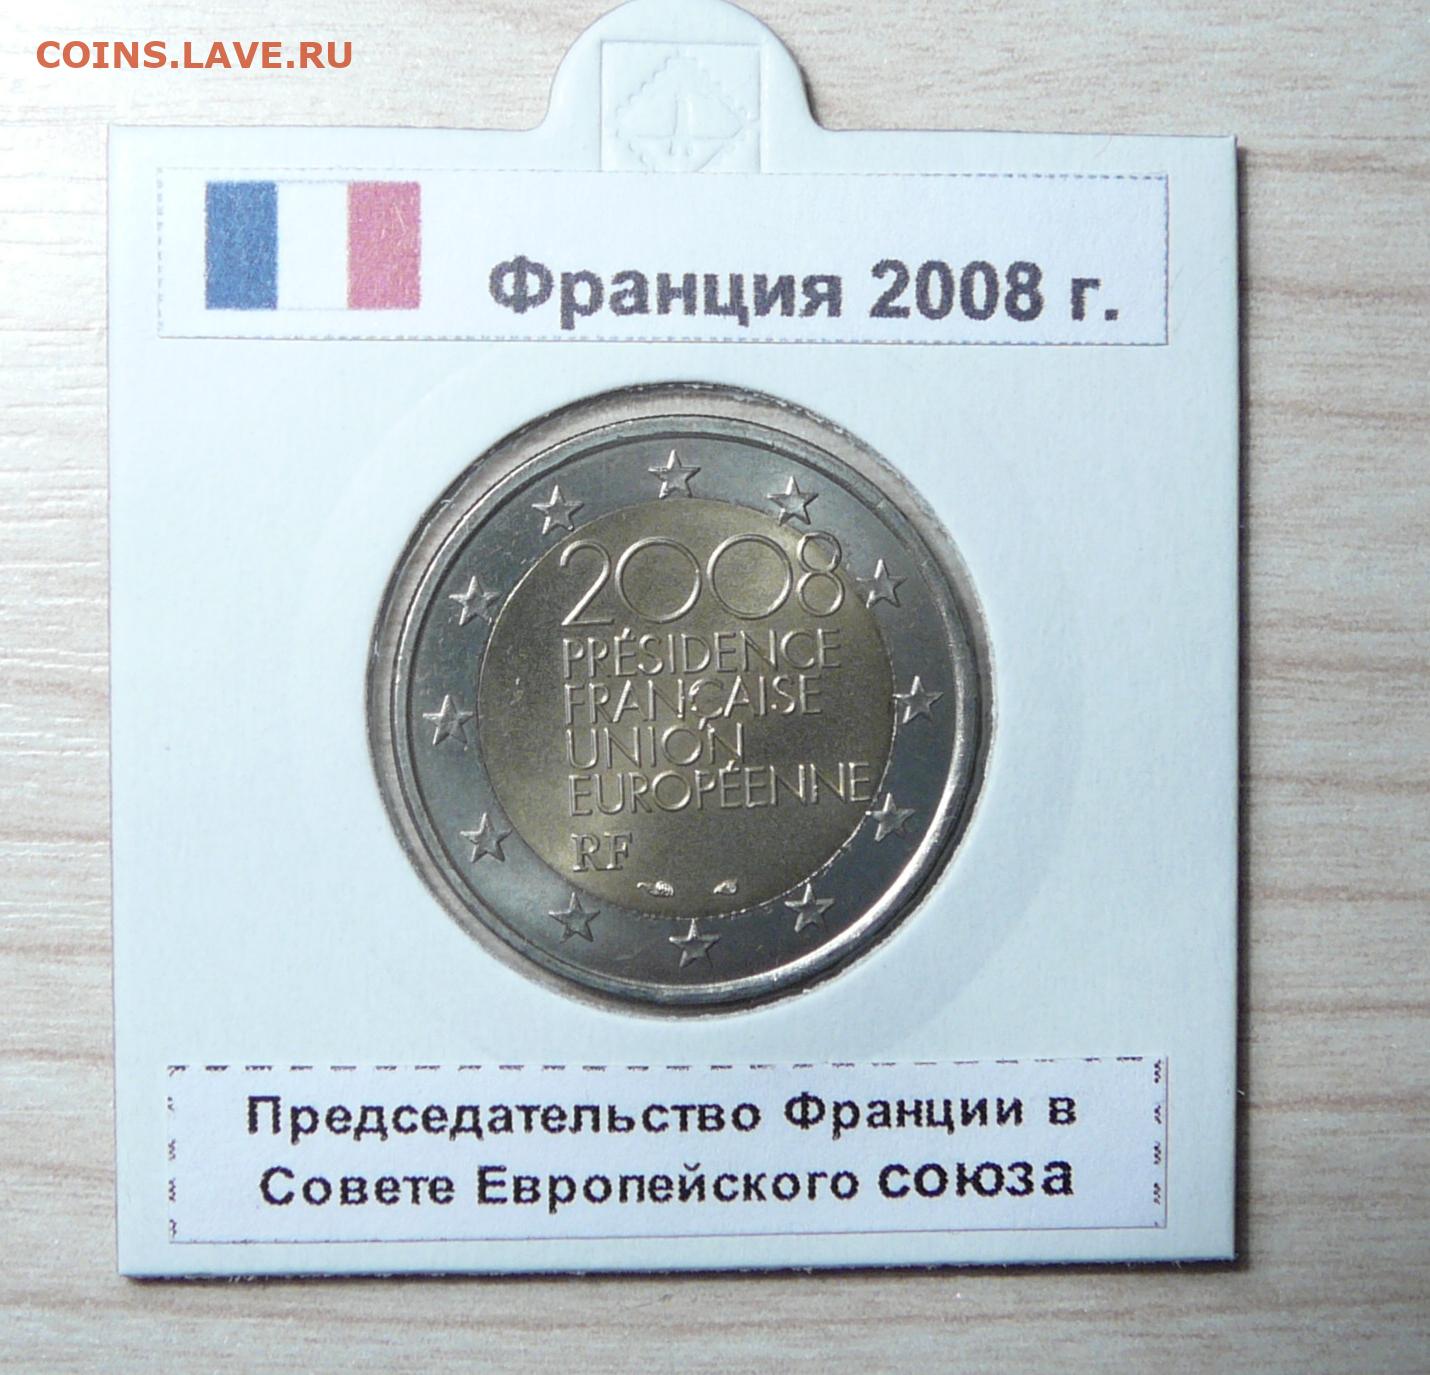 COINS.LAVE.RU
Франция 2008 г.
2008
PRÉSIDENCE
FRANÇAISE
UNION
EUROPÉENNE
RF
Председательство Франции в
Совете Европейского союза